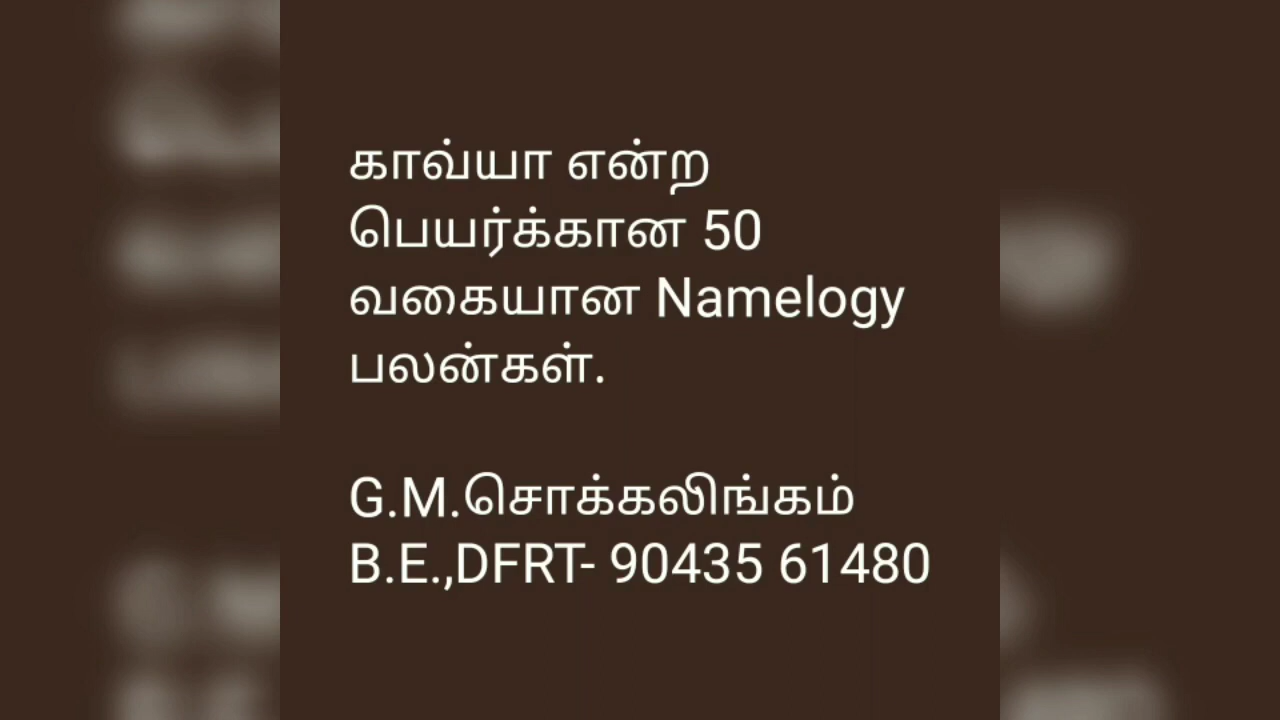 காவ்யா என்ற
பெயர்க்கான 50
வகையான Namelogy
பலன்கள்.
G.M.சொக்கலிங்கம்
B.E.,DFRT- 90435 61480